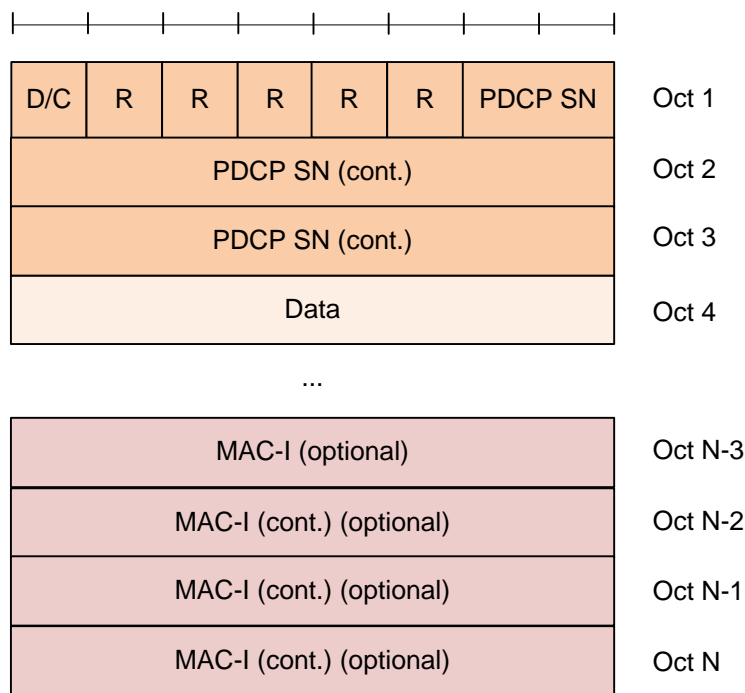 D/C R R R R R PDCP SN Oct 1
PDCP SN (cont.) Oct 2
PDCP SN (cont.) Oct 3
Data Oct 4
...
MAC-I (optional) Oct N-3
MAC-I (cont.) (optional) Oct N-2
MAC-I (cont.) (optional) Oct N-1
MAC-I (cont.) (optional) Oct N